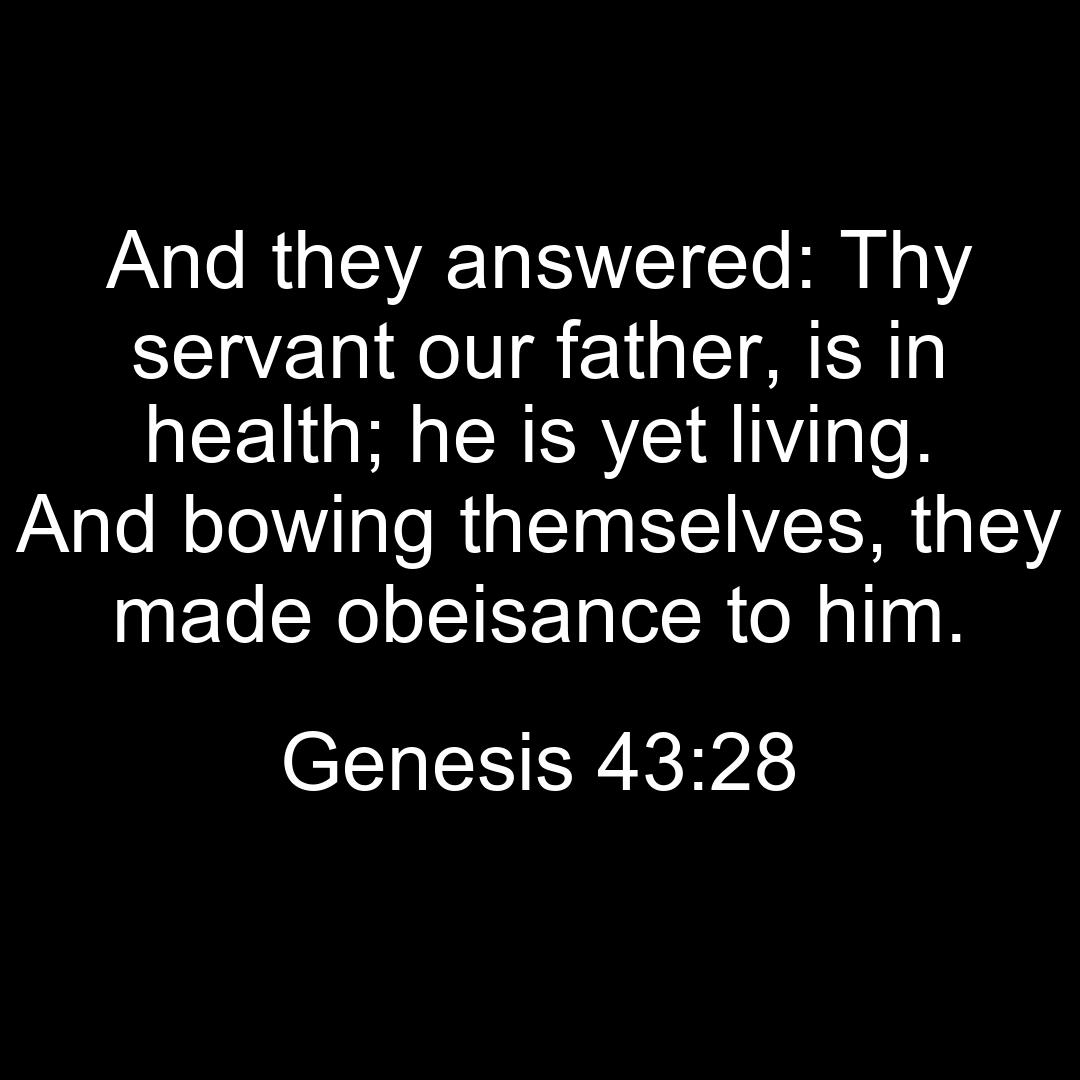 And they answered: Thy
servant our father, is in
health; he is yet living.
And bowing themselves, they
made obeisance to him.
Genesis 43:28